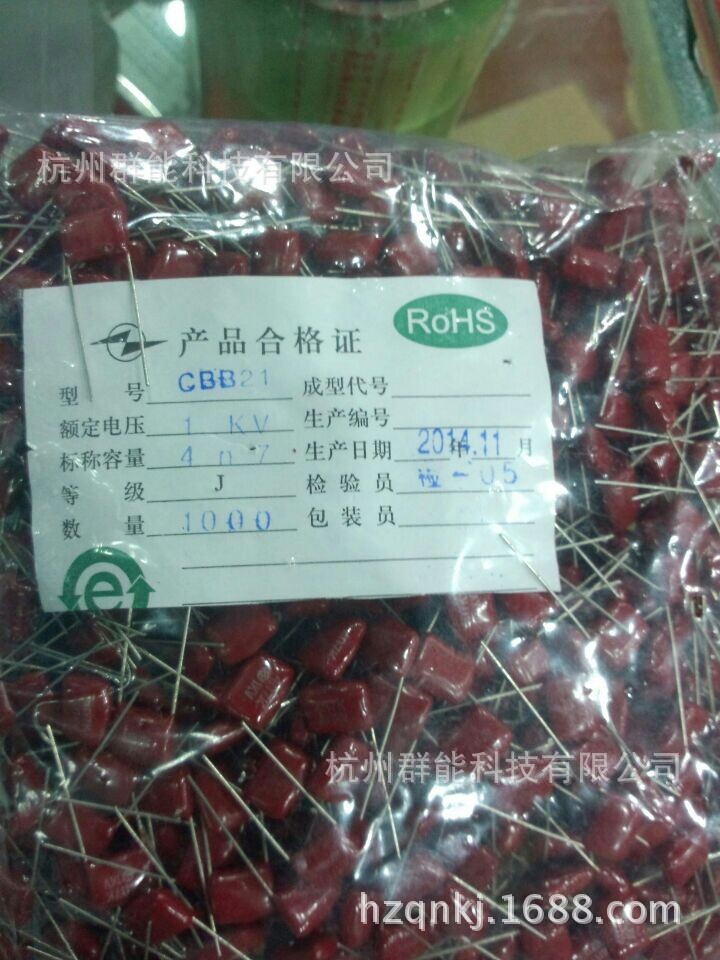 杭州群能科技有限公司
产品合格证
RoHS
型 号 CBB21 成型代号
额定电压 1 KV 生产编号
标称容量 4n7 生产日期 2014年.11月
等 级 J 检验员 检-05
数 量 1000 包装员
e
杭州群能科技有限公司
hzqnkj.1688.com